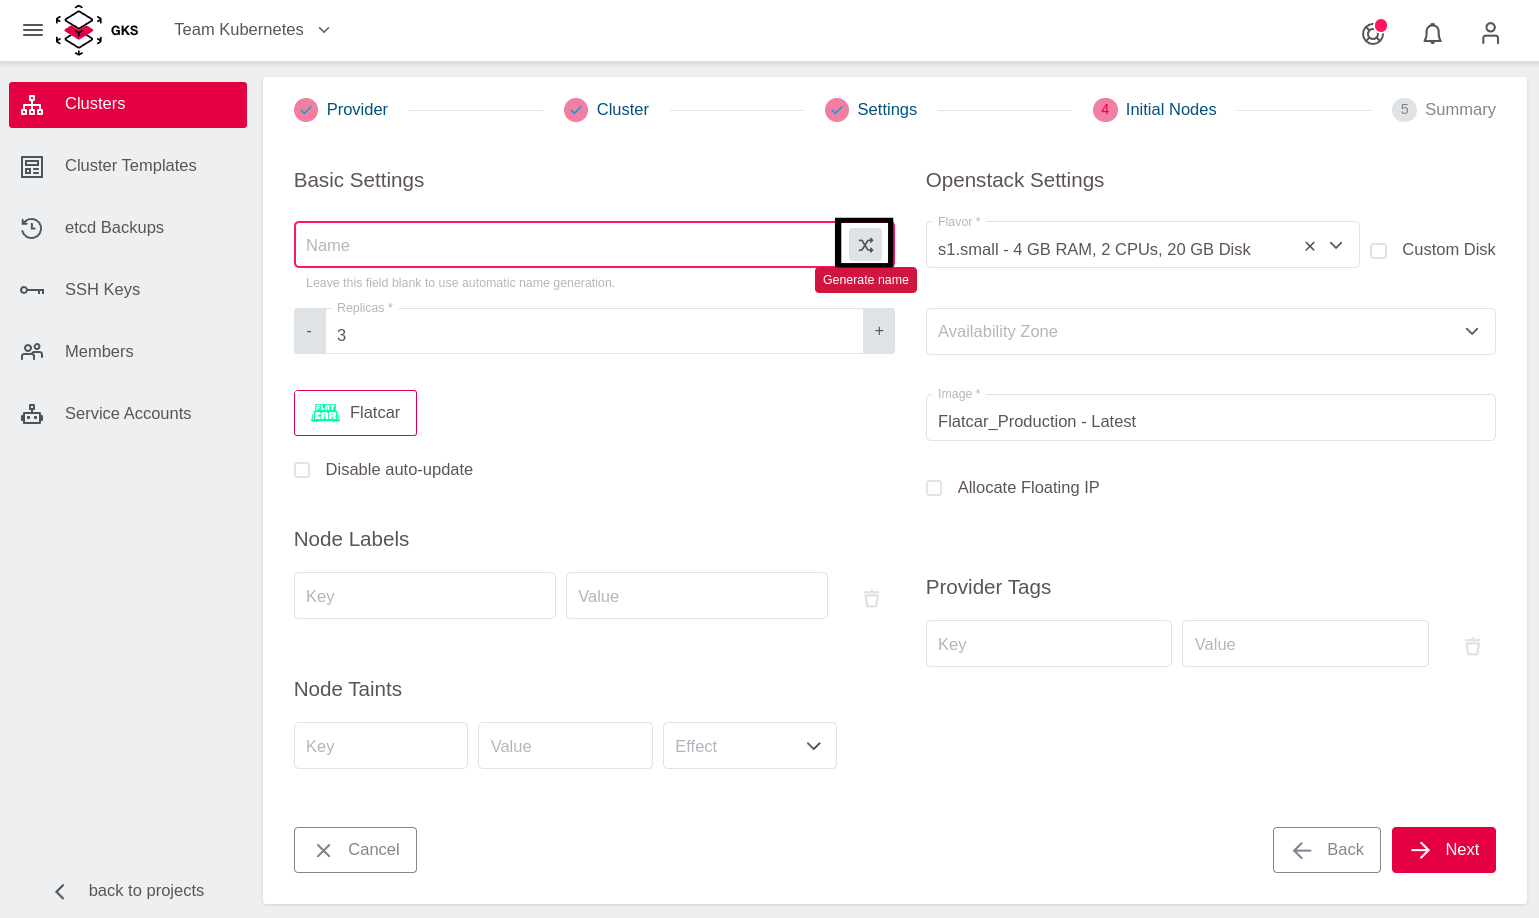 GKS
Team Kubernetes
Clusters
Cluster Templates
etcd Backups
SSH Keys
Members
Service Accounts
back to projects
Provider
Cluster
Settings
4 Initial Nodes
5 Summary
Basic Settings
Name
Generate name
Leave this field blank to use automatic name generation.
Replicas *
- 3 +
FLAT CAR Flatcar
Disable auto-update
Node Labels
Key Value
Node Taints
Key Value Effect
Openstack Settings
Flavor *
s1.small - 4 GB RAM, 2 CPUs, 20 GB Disk
Custom Disk
Availability Zone
Image *
Flatcar_Production - Latest
Allocate Floating IP
Provider Tags
Key Value
Cancel
Back
Next